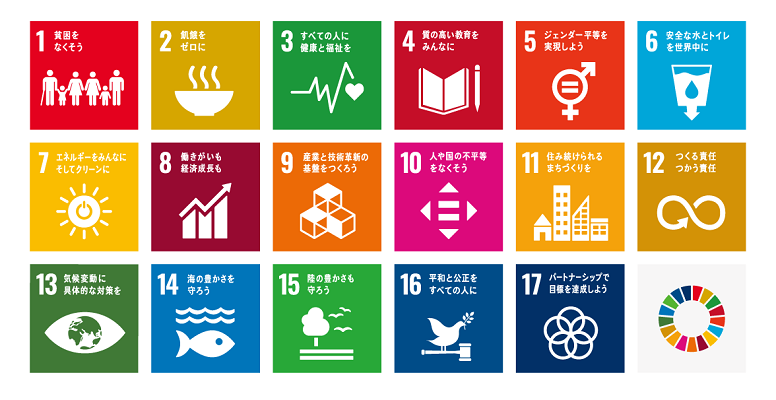 1 貧困を
なくそう
2 飢餓を
ゼロに
3 すべての人に
健康と福祉を
4 質の高い教育を
みんなに
5 ジェンダー平等を
実現しよう
6 安全な水とトイレ
を世界中に
7 エネルギーをみんなに
そしてクリーンに
8 働きがいも
経済成長も
9 産業と技術革新の
基盤をつくろう
10 人や国の不平等
をなくそう
11 住み続けられる
まちづくりを
12 つくる責任
つかう責任
13 気候変動に
具体的な対策を
14 海の豊かさを
守ろう
15 陸の豊かさも
守ろう
16 平和と公正を
すべての人に
17 パートナーシップで
目標を達成しよう